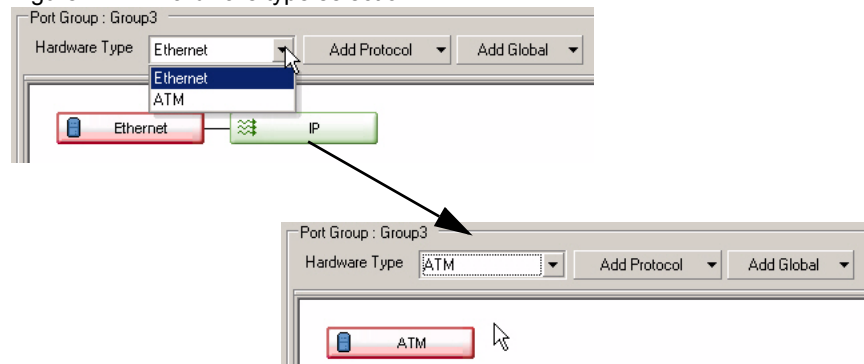 Port Group : Group3
Hardware Type Ethernet Add Protocol Add Global
Ethernet
ATM
Ethernet IP
Port Group : Group3
Hardware Type ATM Add Protocol Add Global
ATM